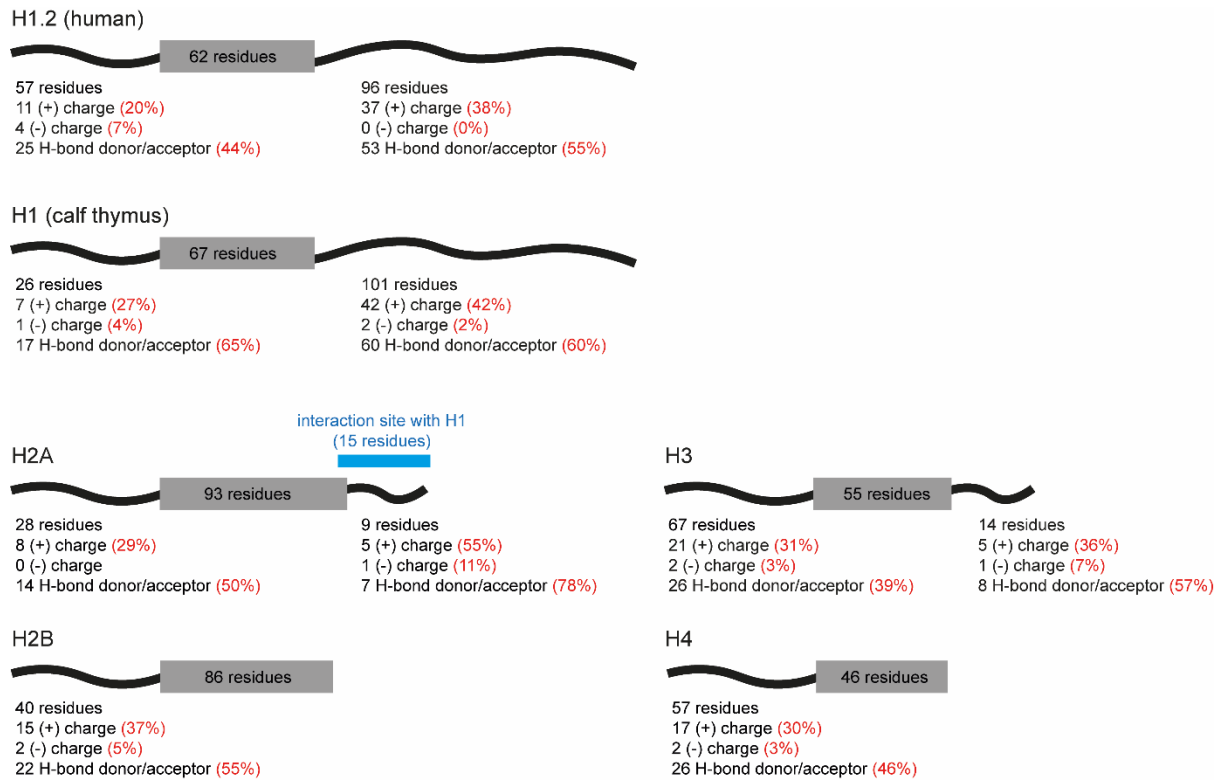 H1.2 (human)
62 residues
57 residues
11 (+) charge (20%)
4 (-) charge (7%)
25 H-bond donor/acceptor (44%)
96 residues
37 (+) charge (38%)
0 (-) charge (0%)
53 H-bond donor/acceptor (55%)
H1 (calf thymus)
67 residues
26 residues
7 (+) charge (27%)
1 (-) charge (4%)
17 H-bond donor/acceptor (65%)
101 residues
42 (+) charge (42%)
2 (-) charge (2%)
60 H-bond donor/acceptor (60%)
interaction site with H1
(15 residues)
H2A
93 residues
28 residues
8 (+) charge (29%)
0 (-) charge
14 H-bond donor/acceptor (50%)
9 residues
5 (+) charge (55%)
1 (-) charge (11%)
7 H-bond donor/acceptor (78%)
H3
55 residues
67 residues
21 (+) charge (31%)
2 (-) charge (3%)
26 H-bond donor/acceptor (39%)
14 residues
5 (+) charge (36%)
1 (-) charge (7%)
8 H-bond donor/acceptor (57%)
H2B
86 residues
40 residues
15 (+) charge (37%)
2 (-) charge (5%)
22 H-bond donor/acceptor (55%)
H4
46 residues
57 residues
17 (+) charge (30%)
2 (-) charge (3%)
26 H-bond donor/acceptor (46%)